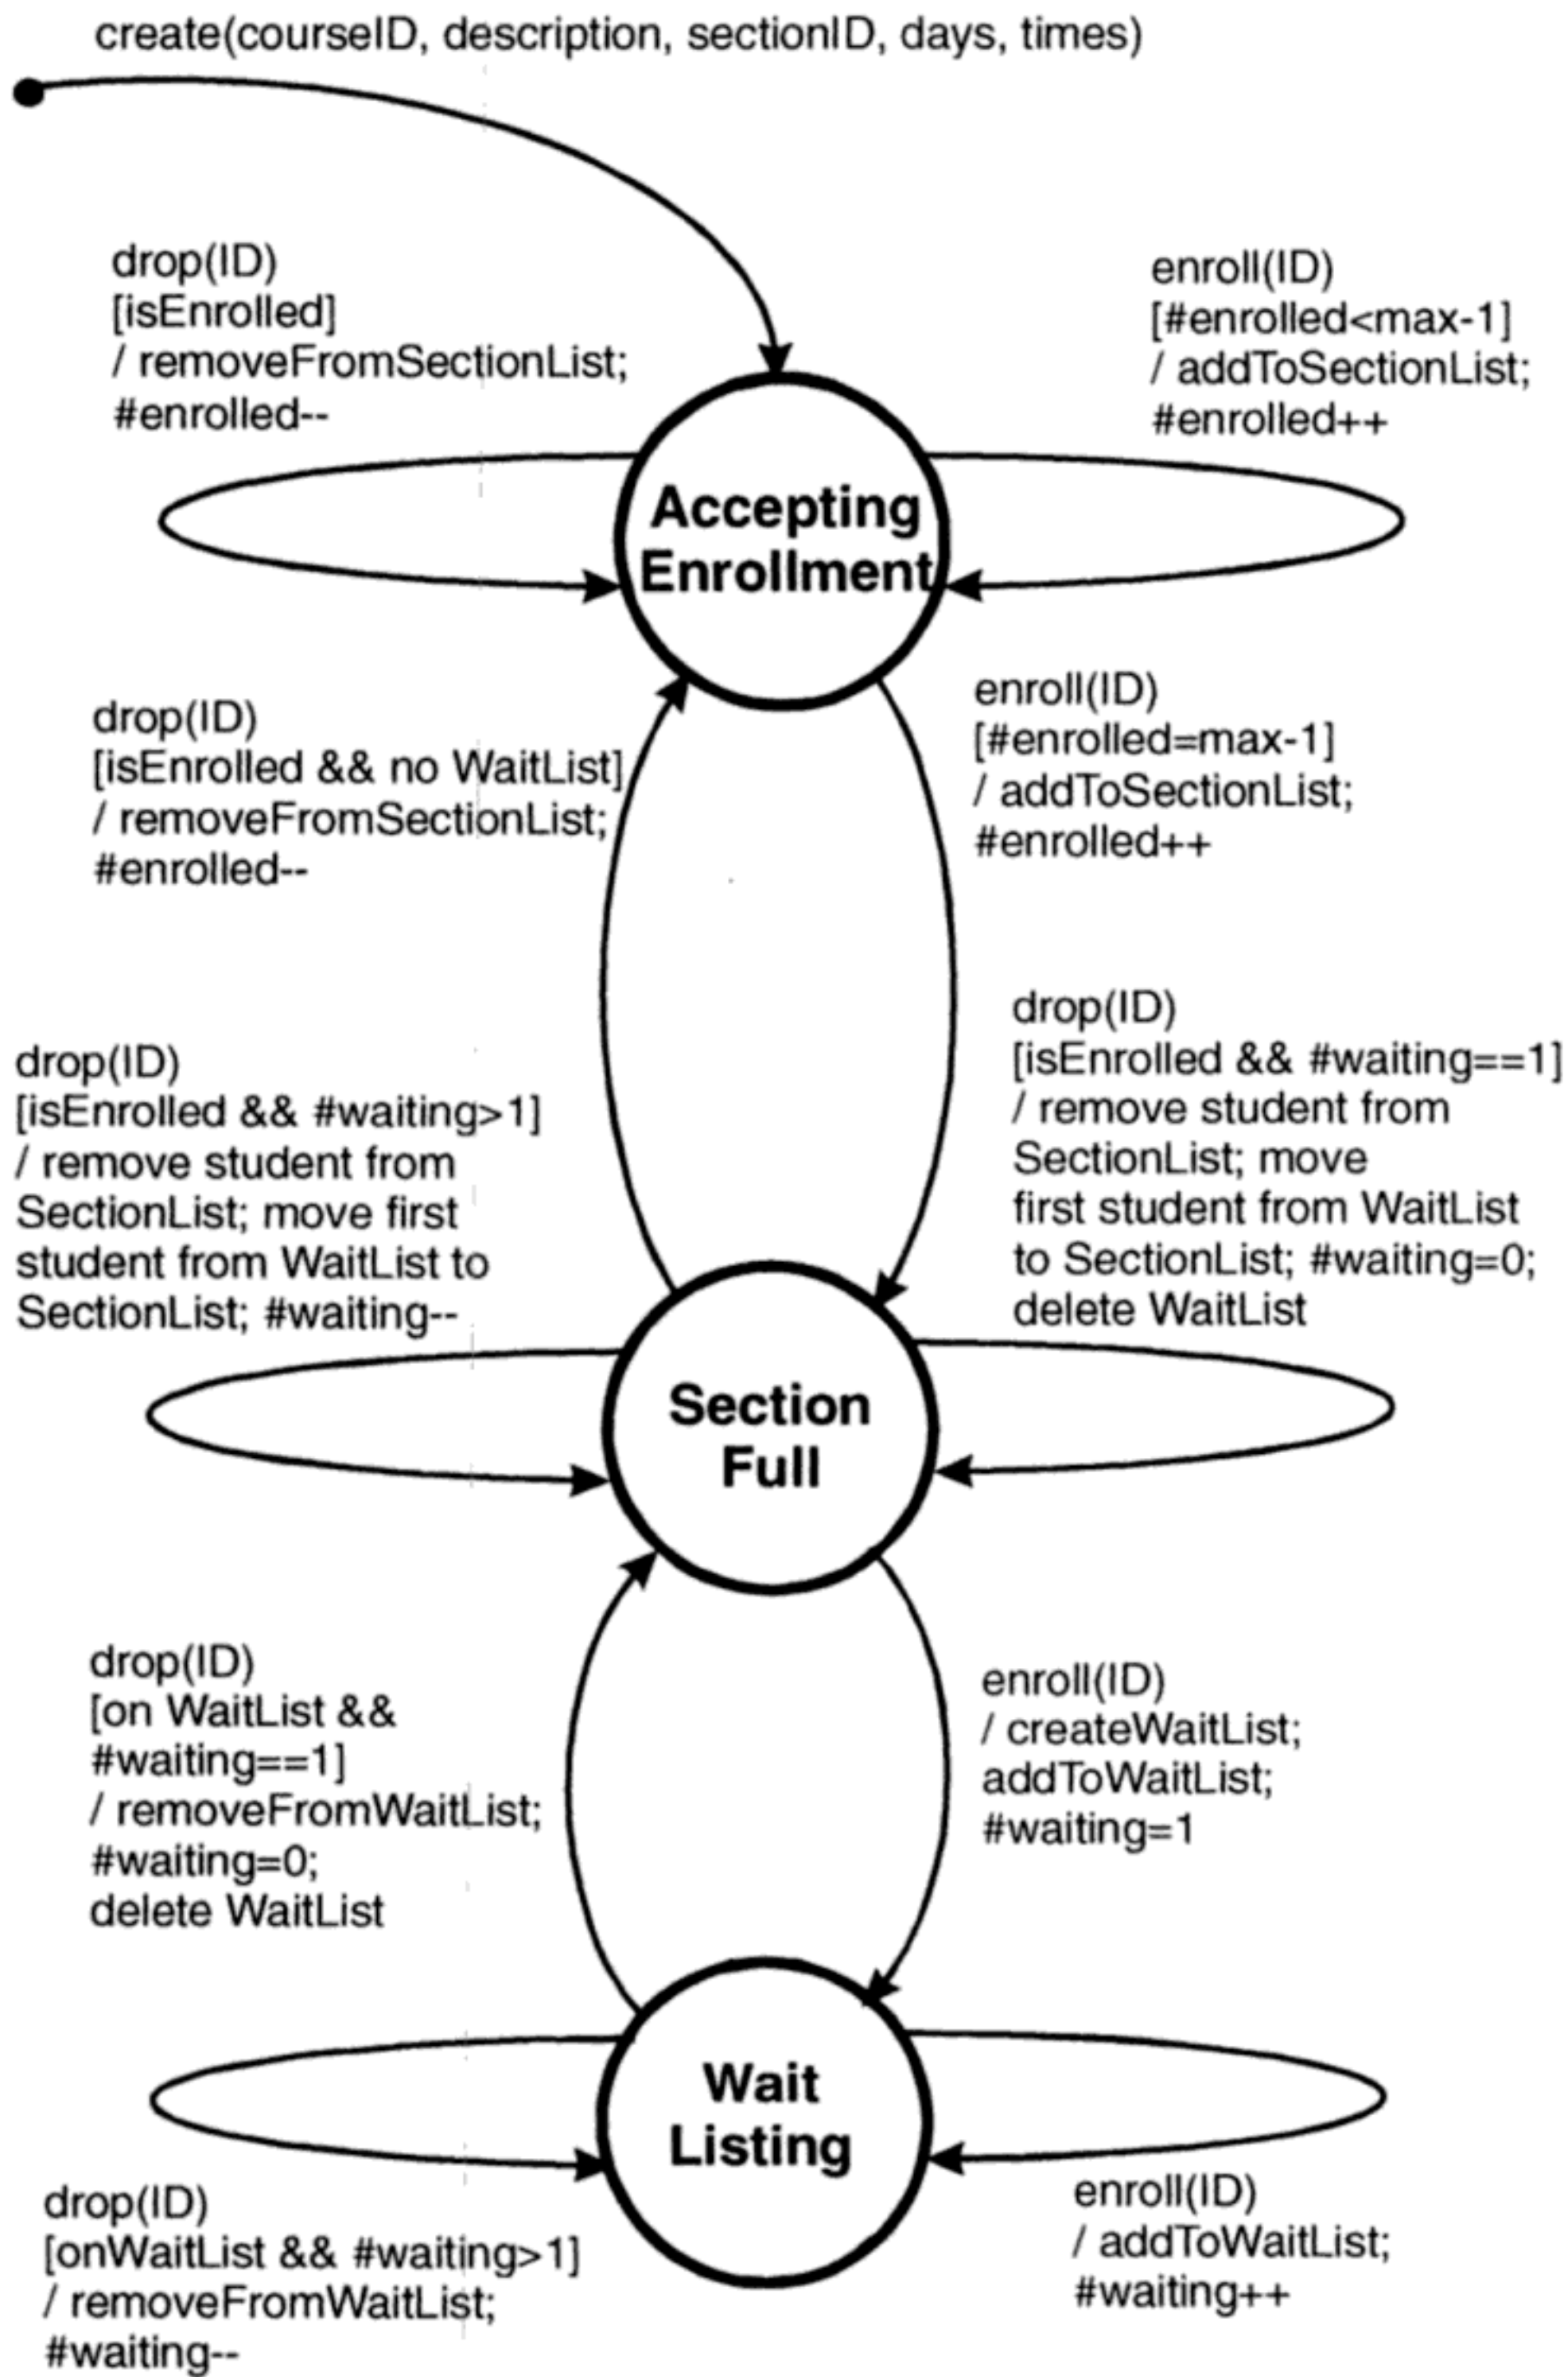 create(courseID, description, sectionID, days, times)
drop(ID)
[isEnrolled]
/ removeFromSectionList;
#enrolled--
enroll(ID)
[#enrolled<max-1]
/ addToSectionList;
#enrolled++
Accepting
Enrollment
drop(ID)
[isEnrolled && no WaitList]
/ removeFromSectionList;
#enrolled--
enroll(ID)
[#enrolled=max-1]
/ addToSectionList;
#enrolled++
drop(ID)
[isEnrolled && #waiting>1]
/ remove student from
SectionList; move first
student from WaitList to
SectionList; #waiting--
drop(ID)
[isEnrolled && #waiting==1]
/ remove student from
SectionList; move
first student from WaitList
to SectionList; #waiting=0;
delete WaitList
Section
Full
drop(ID)
[on WaitList &&
#waiting==1]
/ removeFromWaitList;
#waiting=0;
delete WaitList
enroll(ID)
/ createWaitList;
addToWaitList;
#waiting=1
Wait
Listing
drop(ID)
[onWaitList && #waiting>1]
/ removeFromWaitList;
#waiting--
enroll(ID)
/ addToWaitList;
#waiting++